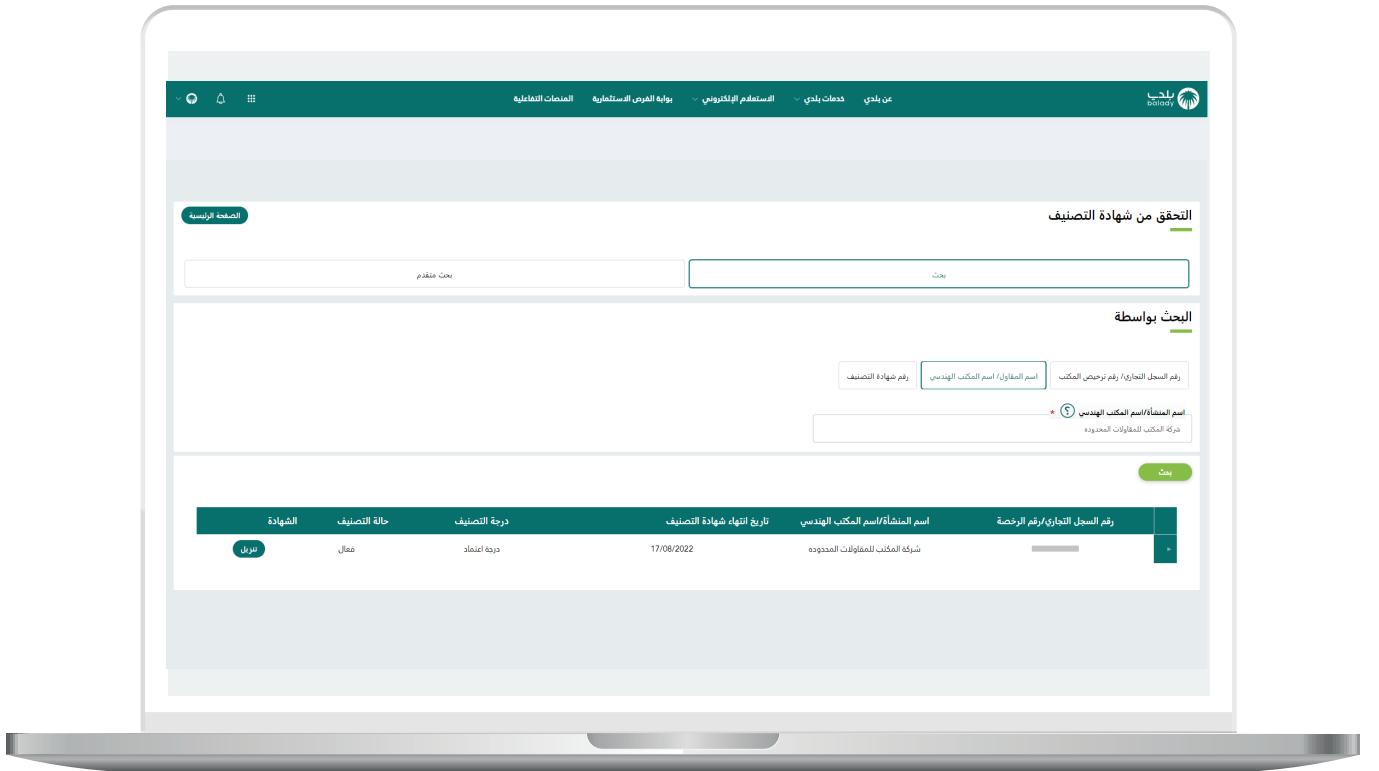 بلدي
balady
عن بلدي خدمات بلدي الاستعلام الإلكتروني بوابة الفرص الاستثمارية المنصات التفاعلية
التحقق من شهادة التصنيف
الصفحة الرئيسية
بحث
بحث متقدم
البحث بواسطة
رقم السجل التجاري/ رقم ترخيص المكتب
اسم المقاول/ اسم المكتب الهندسي
رقم شهادة التصنيف
اسم المنشأة/اسم المكتب الهندسي ؟ *
شركة المكتب للمقاولات المحدوده
بحث
رقم السجل التجاري/رقم الرخصة اسم المنشأة/اسم المكتب الهندسي تاريخ انتهاء شهادة التصنيف درجة التصنيف حالة التصنيف الشهادة
شركة المكتب للمقاولات المحدوده 17/08/2022 درجة اعتماد فعال تنزيل